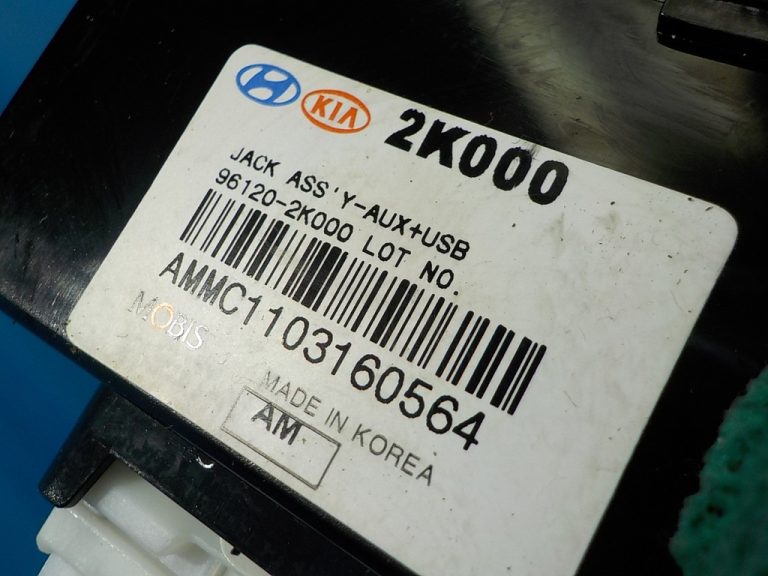 KIA 2K000
JACK ASS'Y-AUX+USB
96120-2K000 LOT NO.
AMMC1103160564
MOBIS
MADE IN KOREA
AM